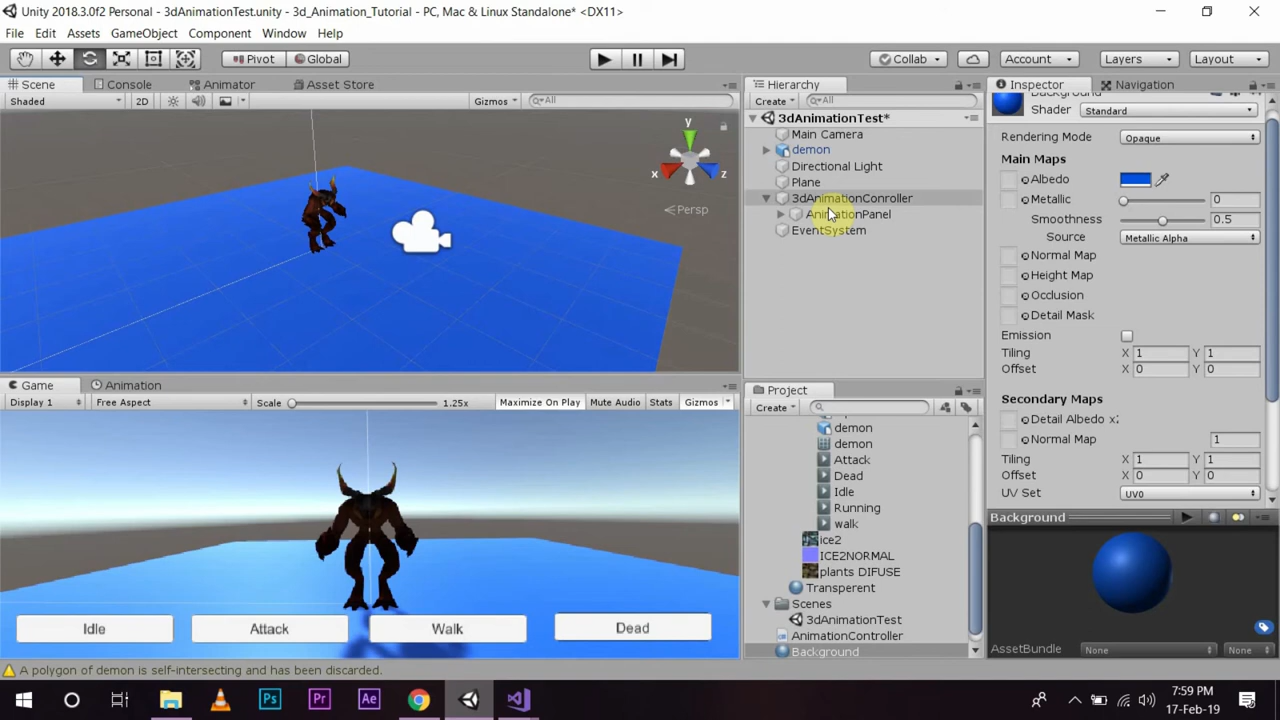 Unity 2018.3.0f2 - 3dAnimationTest.unity - 3d_Animation_Tutorial - PC, Mac & Linux Standalone* <DX11>
File Edit Assets GameObject Component Window Help
Pivot Global Collab Account Layers Layout
Scene Console Animator Asset Store
Shaded 2D Gizmos All
y
x
z
Persp
Game Animation
Display 1 Free Aspect Scale 1.25x Maximize On Play Mute Audio Stats Gizmos
Idle Attack Walk Dead
Hierarchy
Create All
3dAnimationTest*
Main Camera
demon
Directional Light
Plane
3dAnimationConroller
AnimationPanel
EventSystem
Project
Create
demon
demon
Attack
Dead
Idle
Running
walk
ice2
ICE2NORMAL
plants DIFUSE
Transperent
Scenes
3dAnimationTest
AnimationController
Background
Inspector Navigation
Background
Shader Standard
Rendering Mode Opaque
Main Maps
Albedo
Metallic 0
Smoothness 0.5
Source Metallic Alpha
Normal Map
Height Map
Occlusion
Detail Mask
Emission
Tiling X 1 Y 1
Offset X 0 Y 0
Secondary Maps
Detail Albedo x2
Normal Map 1
Tiling X 1 Y 1
Offset X 0 Y 0
UV Set UV0
Background
AssetBundle None None
A polygon of demon is self-intersecting and has been discarded.
Ps Pr Ae
7:59 PM
17-Feb-19